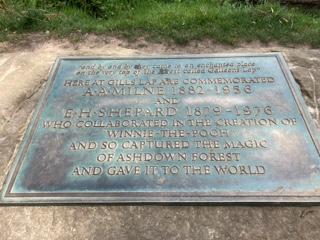 "and by and by they came to an enchanted place
on the very top of the Forest called Galleons Lap"
HERE AT GILLS LAP ARE COMMEMORATED
A·A·MILNE 1882-1956
AND
E·H·SHEPARD 1879-1976
WHO COLLABORATED IN THE CREATION OF
WINNIE-THE-POOH
AND SO CAPTURED THE MAGIC
OF ASHDOWN FOREST
AND GAVE IT TO THE WORLD